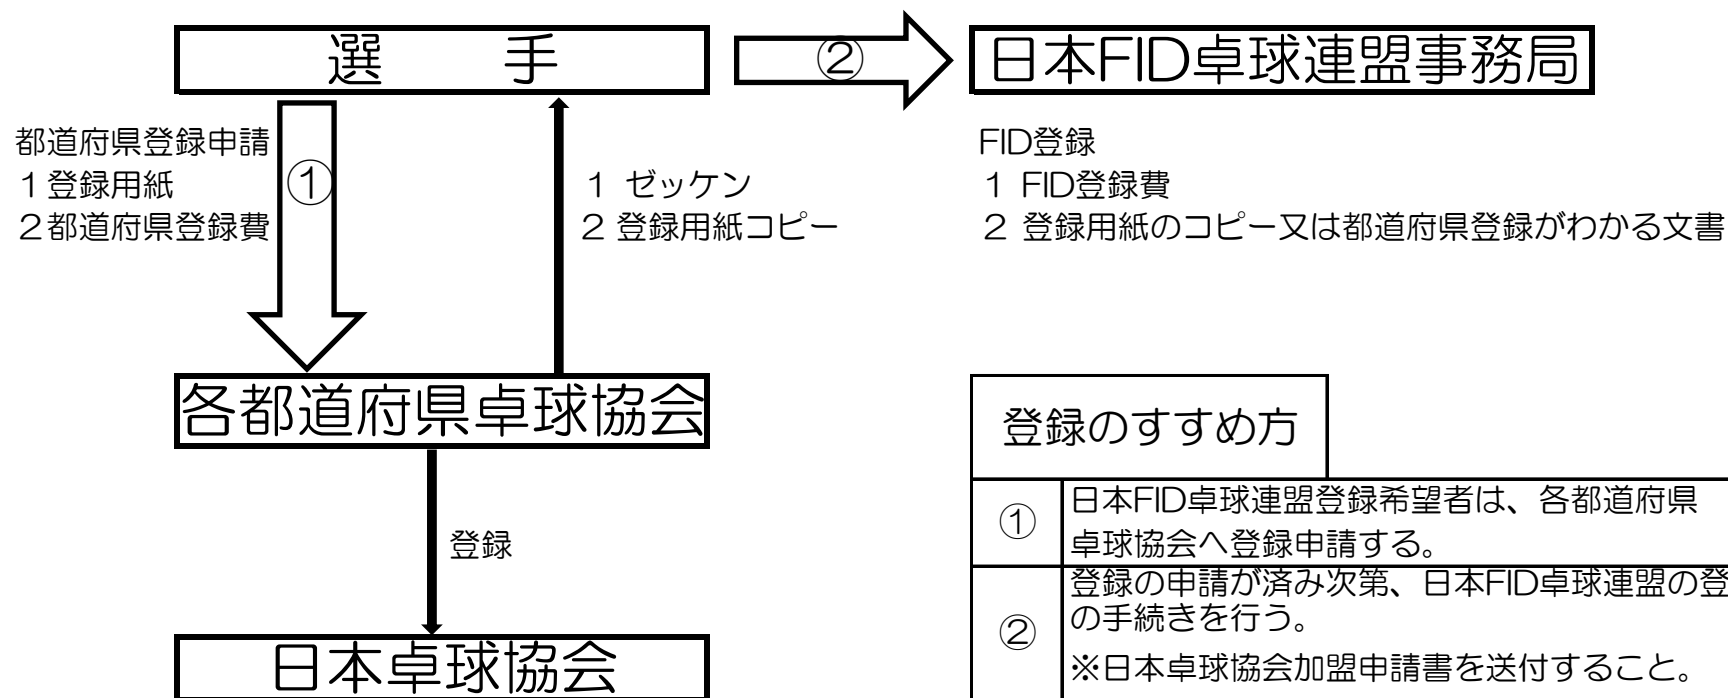 選　手
②
日本FID卓球連盟事務局
都道府県登録申請
１登録用紙
２都道府県登録費
①
１ ゼッケン
２ 登録用紙コピー
FID登録
１ FID登録費
２ 登録用紙のコピー又は都道府県登録がわかる文書
各都道府県卓球協会
登録
日本卓球協会
登録のすすめ方
①
日本FID卓球連盟登録希望者は、各都道府県
卓球協会へ登録申請する。
②
登録の申請が済み次第、日本FID卓球連盟の登
の手続きを行う。
※日本卓球協会加盟申請書を送付すること。